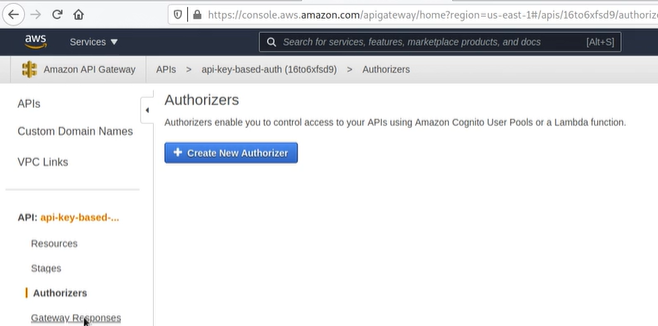 https://console.aws.amazon.com/apigateway/home?region=us-east-1#/apis/16to6xfsd9/authorize
aws Services Search for services, features, marketplace products, and docs [Alt+S]
Amazon API Gateway APIs > api-key-based-auth (16to6xfsd9) > Authorizers
APIs
Custom Domain Names
VPC Links
API: api-key-based-...
Resources
Stages
Authorizers
Gateway Responses
Authorizers
Authorizers enable you to control access to your APIs using Amazon Cognito User Pools or a Lambda function.
+ Create New Authorizer